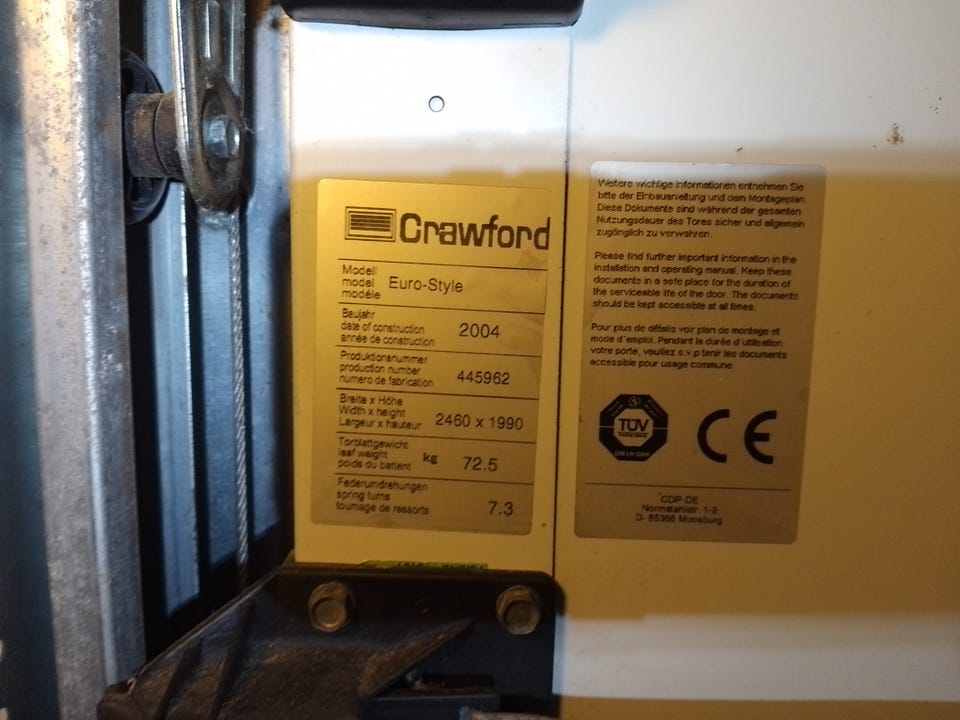 Crawford
Modell
model
modéle
Euro-Style
Baujahr
date of construction
année de construction
2004
Produktionsnummer
production number
numero de fabrication
445962
Breite x Höhe
Width x height
Largeur x hauteur
2460 x 1990
Torblattgewicht
leaf weight
poids du battent
kg 72.5
Federumdrehungen
spring turns
tournage de ressorts
7.3
Weitere wichtige Informationen entnehmen Sie
bitte der Einbauanleitung und dem Montageplan.
Diese Dokumente sind während der gesamten
Nutzungsdauer des Tores sicher und allgemein
zugänglich zu verwahren.
Please find further important information in the
installation and operating manual. Keep these
documents in a safe place for the duration of
the serviceable life of the door. The documents
should be kept accessible at all times.
Pour plus de détails voir plan de montage et
mode d'emploi. Pendant la durée d'utilisation
votre porte, veuillez s.v.p tenir les documents
accessible pour usage commune
TÜV
CE
CDP DE
Normstahlstr. 1-3
D- 85366 Moosburg